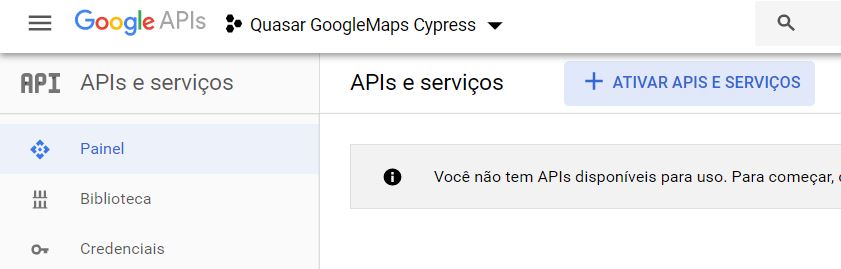 Google APIs Quasar GoogleMaps Cypress
API APIs e serviços
APIs e serviços + ATIVAR APIS E SERVIÇOS
Painel
Você não tem APIs disponíveis para uso. Para começar,
Biblioteca
Credenciais